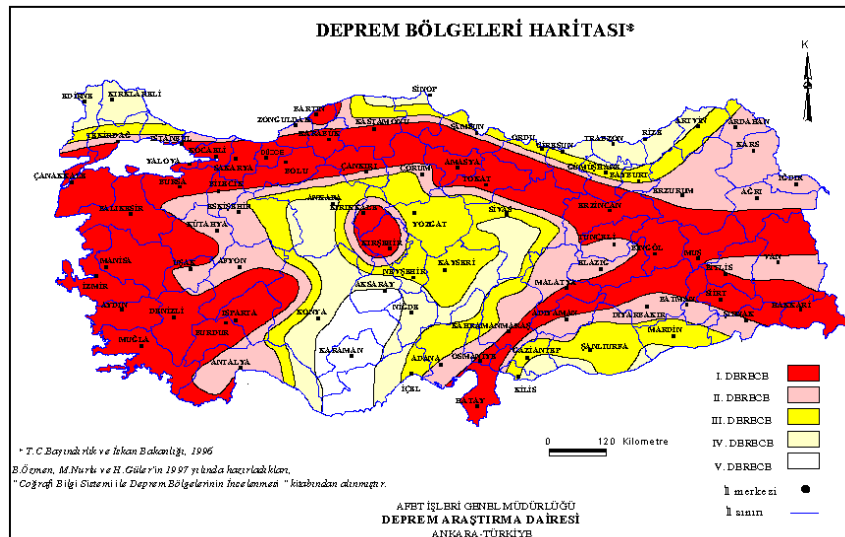 DEPREM BÖLGELERİ HARİTASI*
K
SİNOP
EDİRNE
KIRKLARELİ
BARTIN
ZONGULDAK
KASTAMONU
ARTVİN
ARDAHAN
TEKİRDAĞ
İSTANBUL
KARABÜK
SAMSUN
ORDU
GİRESUN
TRABZON
RİZE
KARS
KOCAELİ
YALOVA
SAKARYA
DÜZCE
BOLU
ÇANKIRI
ÇORUM
AMASYA
TOKAT
GÜMÜŞHANE
BAYBURT
ERZURUM
AĞRI
IĞDIR
ÇANAKKALE
BURSA
BİLECİK
ANKARA
KIRIKKALE
BALIKESİR
ESKİŞEHİR
KÜTAHYA
YOZGAT
SİVAS
ERZİNCAN
TUNCELİ
KIRŞEHİR
BİNGÖL
MUŞ
MANİSA
UŞAK
AFYON
NEVŞEHİR
KAYSERİ
ELAZIĞ
BİTLİS
VAN
İZMİR
AKSARAY
MALATYA
AYDIN
DENİZLİ
ISPARTA
KONYA
NİĞDE
ADIYAMAN
DİYARBAKIR
BATMAN
SİİRT
ŞIRNAK
HAKKARİ
BURDUR
KAHRAMANMARAŞ
MARDİN
MUĞLA
KARAMAN
ANTALYA
ADANA
OSMANİYE
GAZİANTEP
ŞANLIURFA
İÇEL
KİLİS
HATAY
I. DERECE
II. DERECE
III. DERECE
IV. DERECE
V. DERECE
İl merkezi
İl sınırı
0 120 Kilometre
* T.C.Bayındırlık ve İskan Bakanlığı, 1996
B.Özmen, M.Nurlu ve H.Güler'in 1997 yılında hazırladıkları,
"Coğrafi Bilgi Sistemi ile Deprem Bölgelerinin İncelenmesi" kitabından alınmıştır.
AFET İŞLERİ GENEL MÜDÜRLÜĞÜ
DEPREM ARAŞTIRMA DAİRESİ
ANKARA-TÜRKİYE